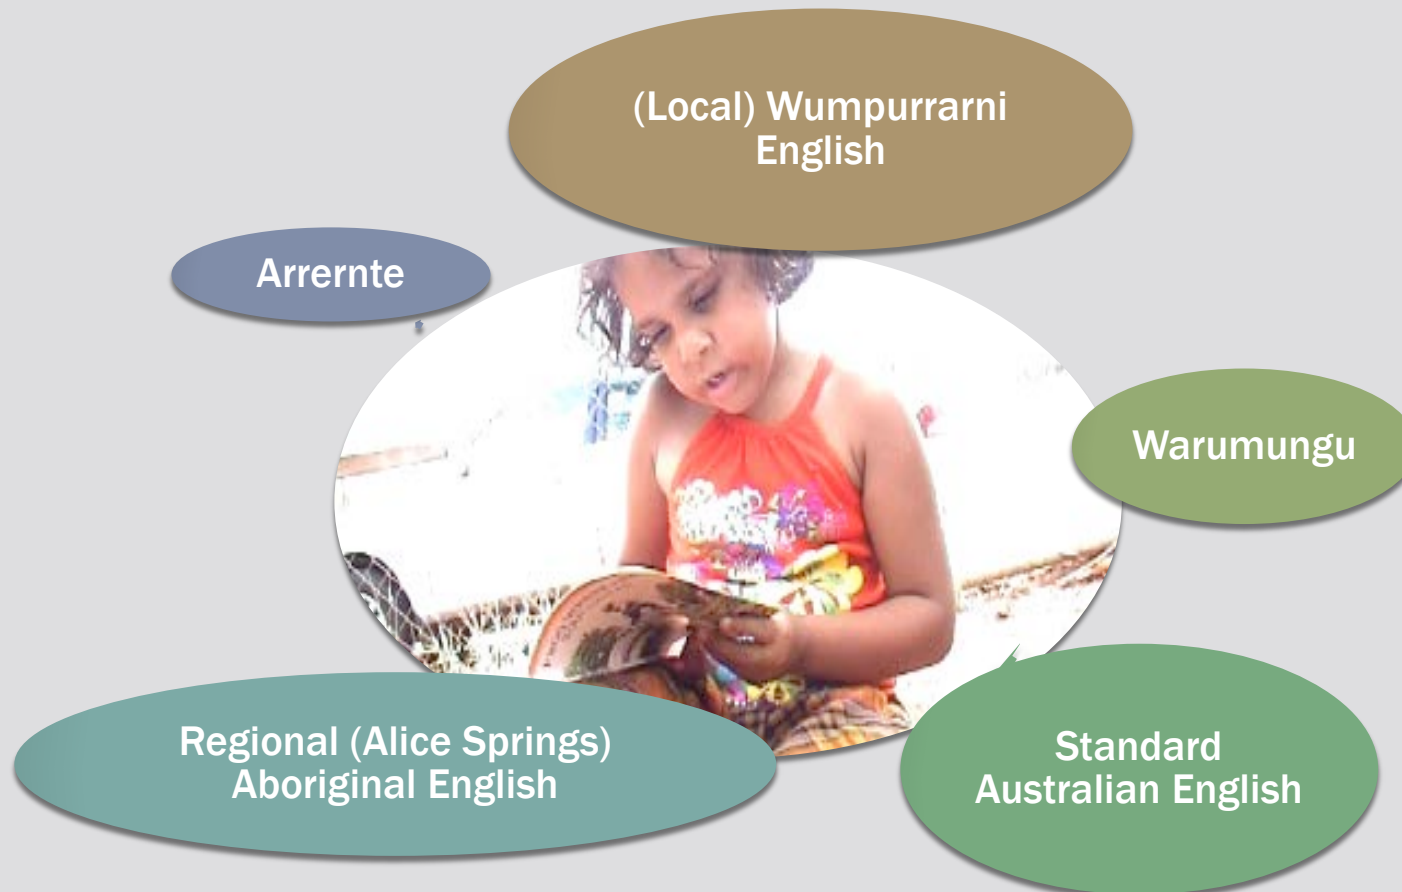 (Local) Wumpurrarni
English
Arrernte
Warumungu
Regional (Alice Springs)
Aboriginal English
Standard
Australian English